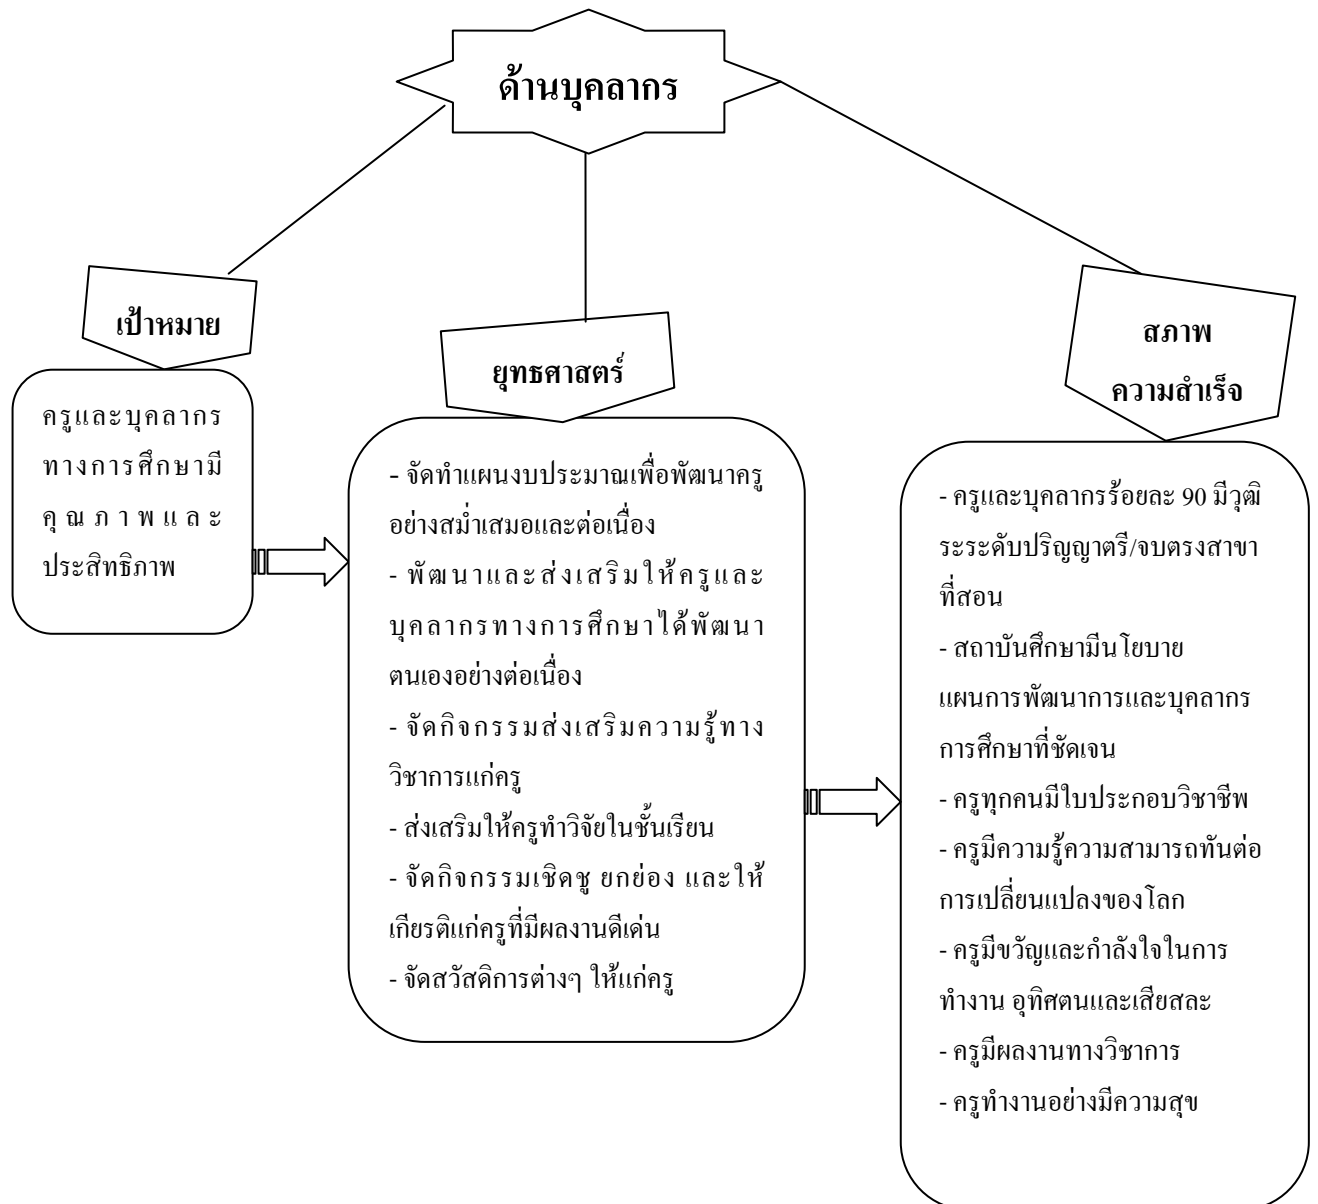 ด้านบุคลากร
เป้าหมาย
ครูและบุคลากร
ทางการศึกษามี
คุณภาพและ
ประสิทธิภาพ
ยุทธศาสตร์
- จัดทำแผนงบประมาณเพื่อพัฒนาครู
อย่างสม่ำเสมอและต่อเนื่อง
- พัฒนาและส่งเสริมให้ครูและ
บุคลากรทางการศึกษาได้พัฒนา
ตนเองอย่างต่อเนื่อง
- จัดกิจกรรมส่งเสริมความรู้ทาง
วิชาการแก่ครู
- ส่งเสริมให้ครูทำวิจัยในชั้นเรียน
- จัดกิจกรรมเชิดชู ยกย่อง และให้
เกียรติแก่ครูที่มีผลงานดีเด่น
- จัดสวัสดิการต่างๆ ให้แก่ครู
สภาพ
ความสำเร็จ
- ครูและบุคลากรร้อยละ 90 มีวุฒิ
ระระดับปริญญาตรี/จบตรงสาขา
ที่สอน
- สถาบันศึกษามีนโยบาย
แผนการพัฒนาการและบุคลากร
การศึกษาที่ชัดเจน
- ครูทุกคนมีใบประกอบวิชาชีพ
- ครูมีความรู้ความสามารถทันต่อ
การเปลี่ยนแปลงของโลก
- ครูมีขวัญและกำลังใจในการ
ทำงาน อุทิศตนและเสียสละ
- ครูมีผลงานทางวิชาการ
- ครูทำงานอย่างมีความสุข